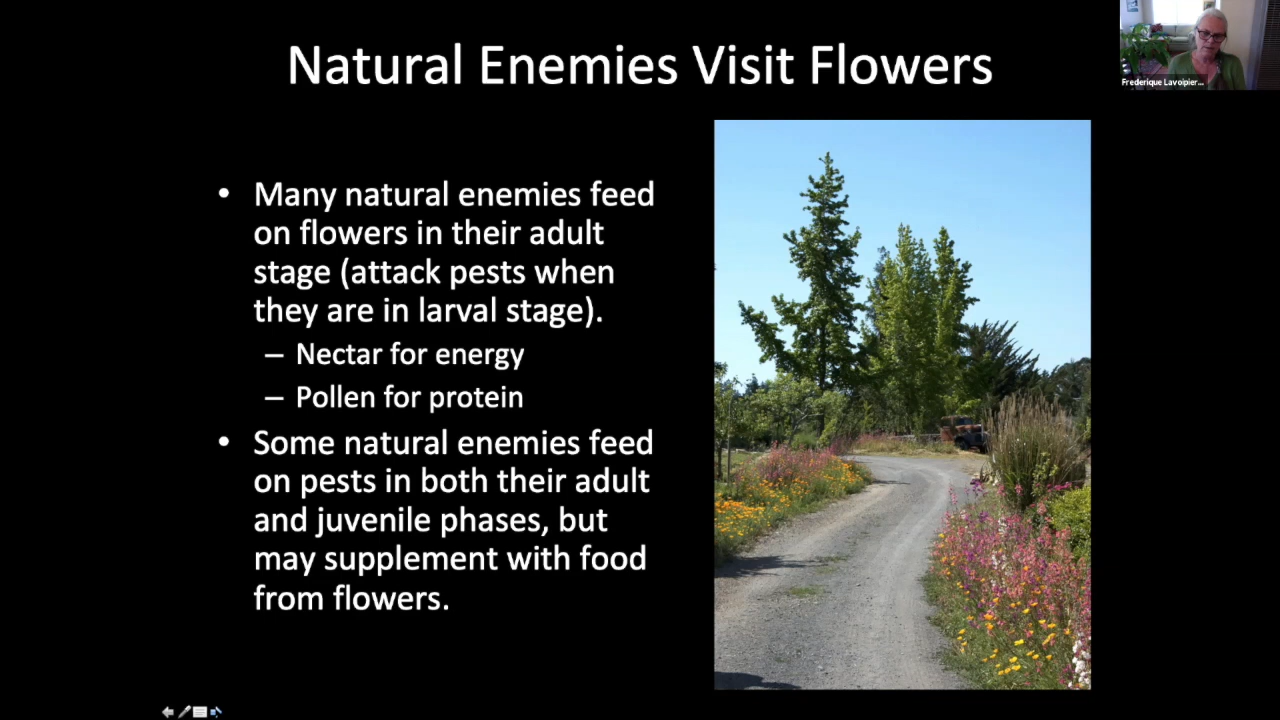 Natural Enemies Visit Flowers
Frederique Lavoipier...
• Many natural enemies feed
on flowers in their adult
stage (attack pests when
they are in larval stage).
– Nectar for energy
– Pollen for protein
• Some natural enemies feed
on pests in both their adult
and juvenile phases, but
may supplement with food
from flowers.